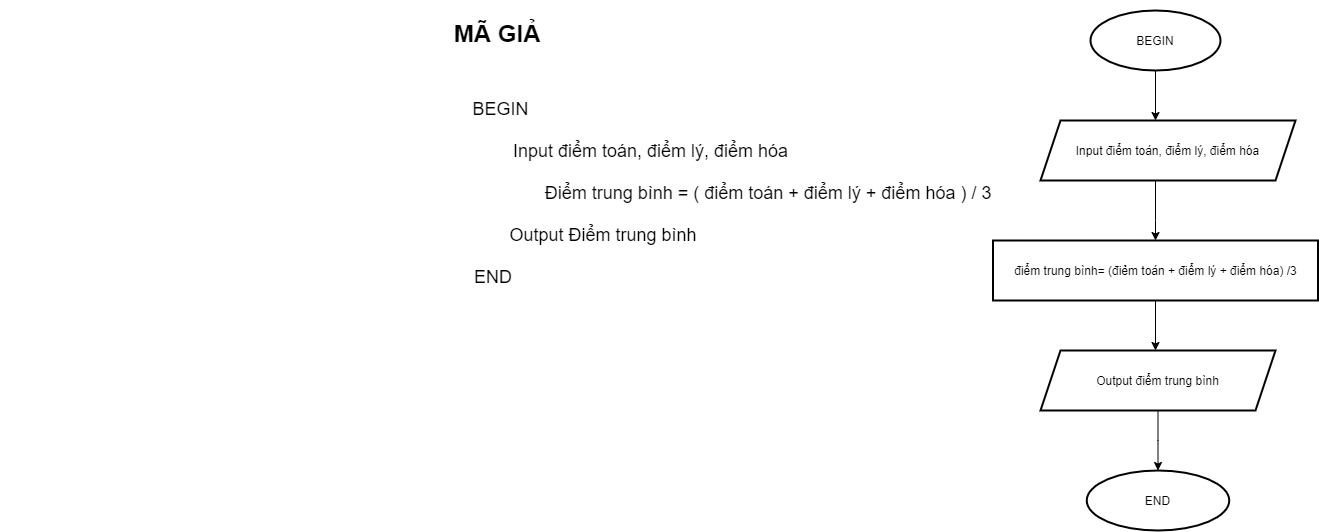 MÃ GIẢ
BEGIN
Input điểm toán, điểm lý, điểm hóa
Điểm trung bình = ( điểm toán + điểm lý + điểm hóa ) / 3
Output Điểm trung bình
END
BEGIN
Input điểm toán, điểm lý, điểm hóa
điểm trung bình= (điẻm toán + điểm lý + điểm hóa) /3
Output điểm trung bình
END